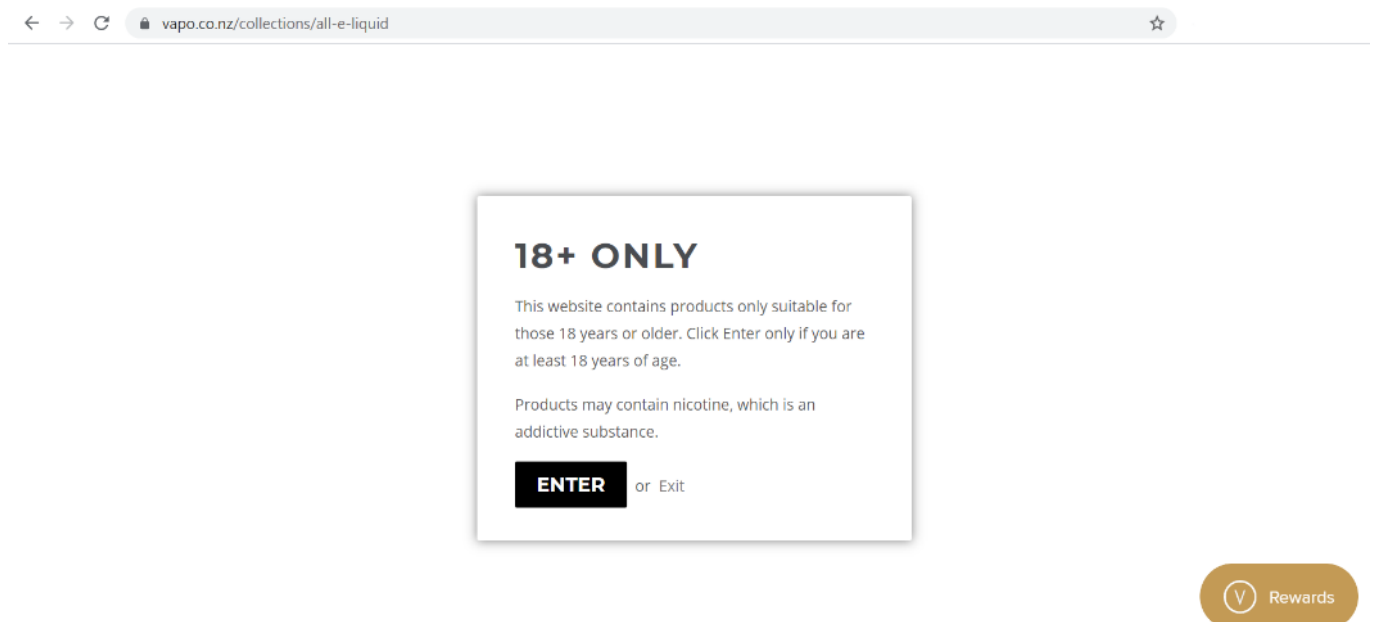 vapo.co.nz/collections/all-e-liquid
18+ ONLY
This website contains products only suitable for
those 18 years or older. Click Enter only if you are
at least 18 years of age.
Products may contain nicotine, which is an
addictive substance.
ENTER or Exit
V Rewards